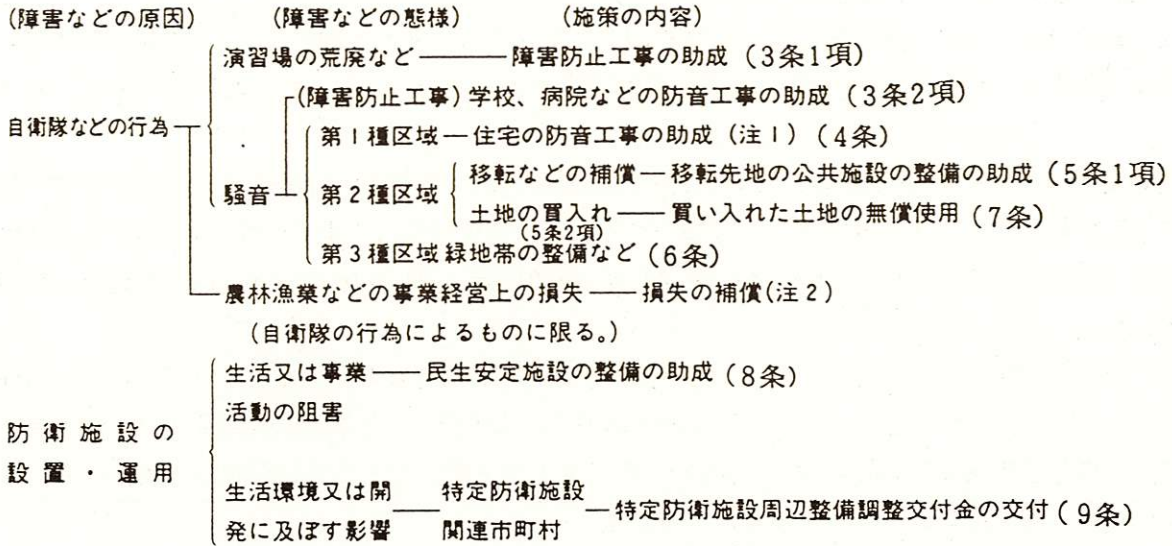 (障害などの原因) (障害などの態様) (施策の内容)
演習場の荒廃など 障害防止工事の助成 (3条1項)
(障害防止工事) 学校、病院などの防音工事の助成 (3条2項)
自衛隊などの行為
第1種区域 住宅の防音工事の助成 (注1) (4条)
移転などの補償 移転先地の公共施設の整備の助成 (5条1項)
騒音 第2種区域
土地の買入れ 買い入れた土地の無償使用 (7条)
(5条2項)
第3種区域 緑地帯の整備など (6条)
農林漁業などの事業経営上の損失 損失の補償(注2)
(自衛隊の行為によるものに限る。)
生活又は事業 民生安定施設の整備の助成 (8条)
活動の阻害
防衛施設の
設置・運用
生活環境又は開 特定防衛施設
特定防衛施設周辺整備調整交付金の交付 (9条)
発に及ぼす影響 関連市町村